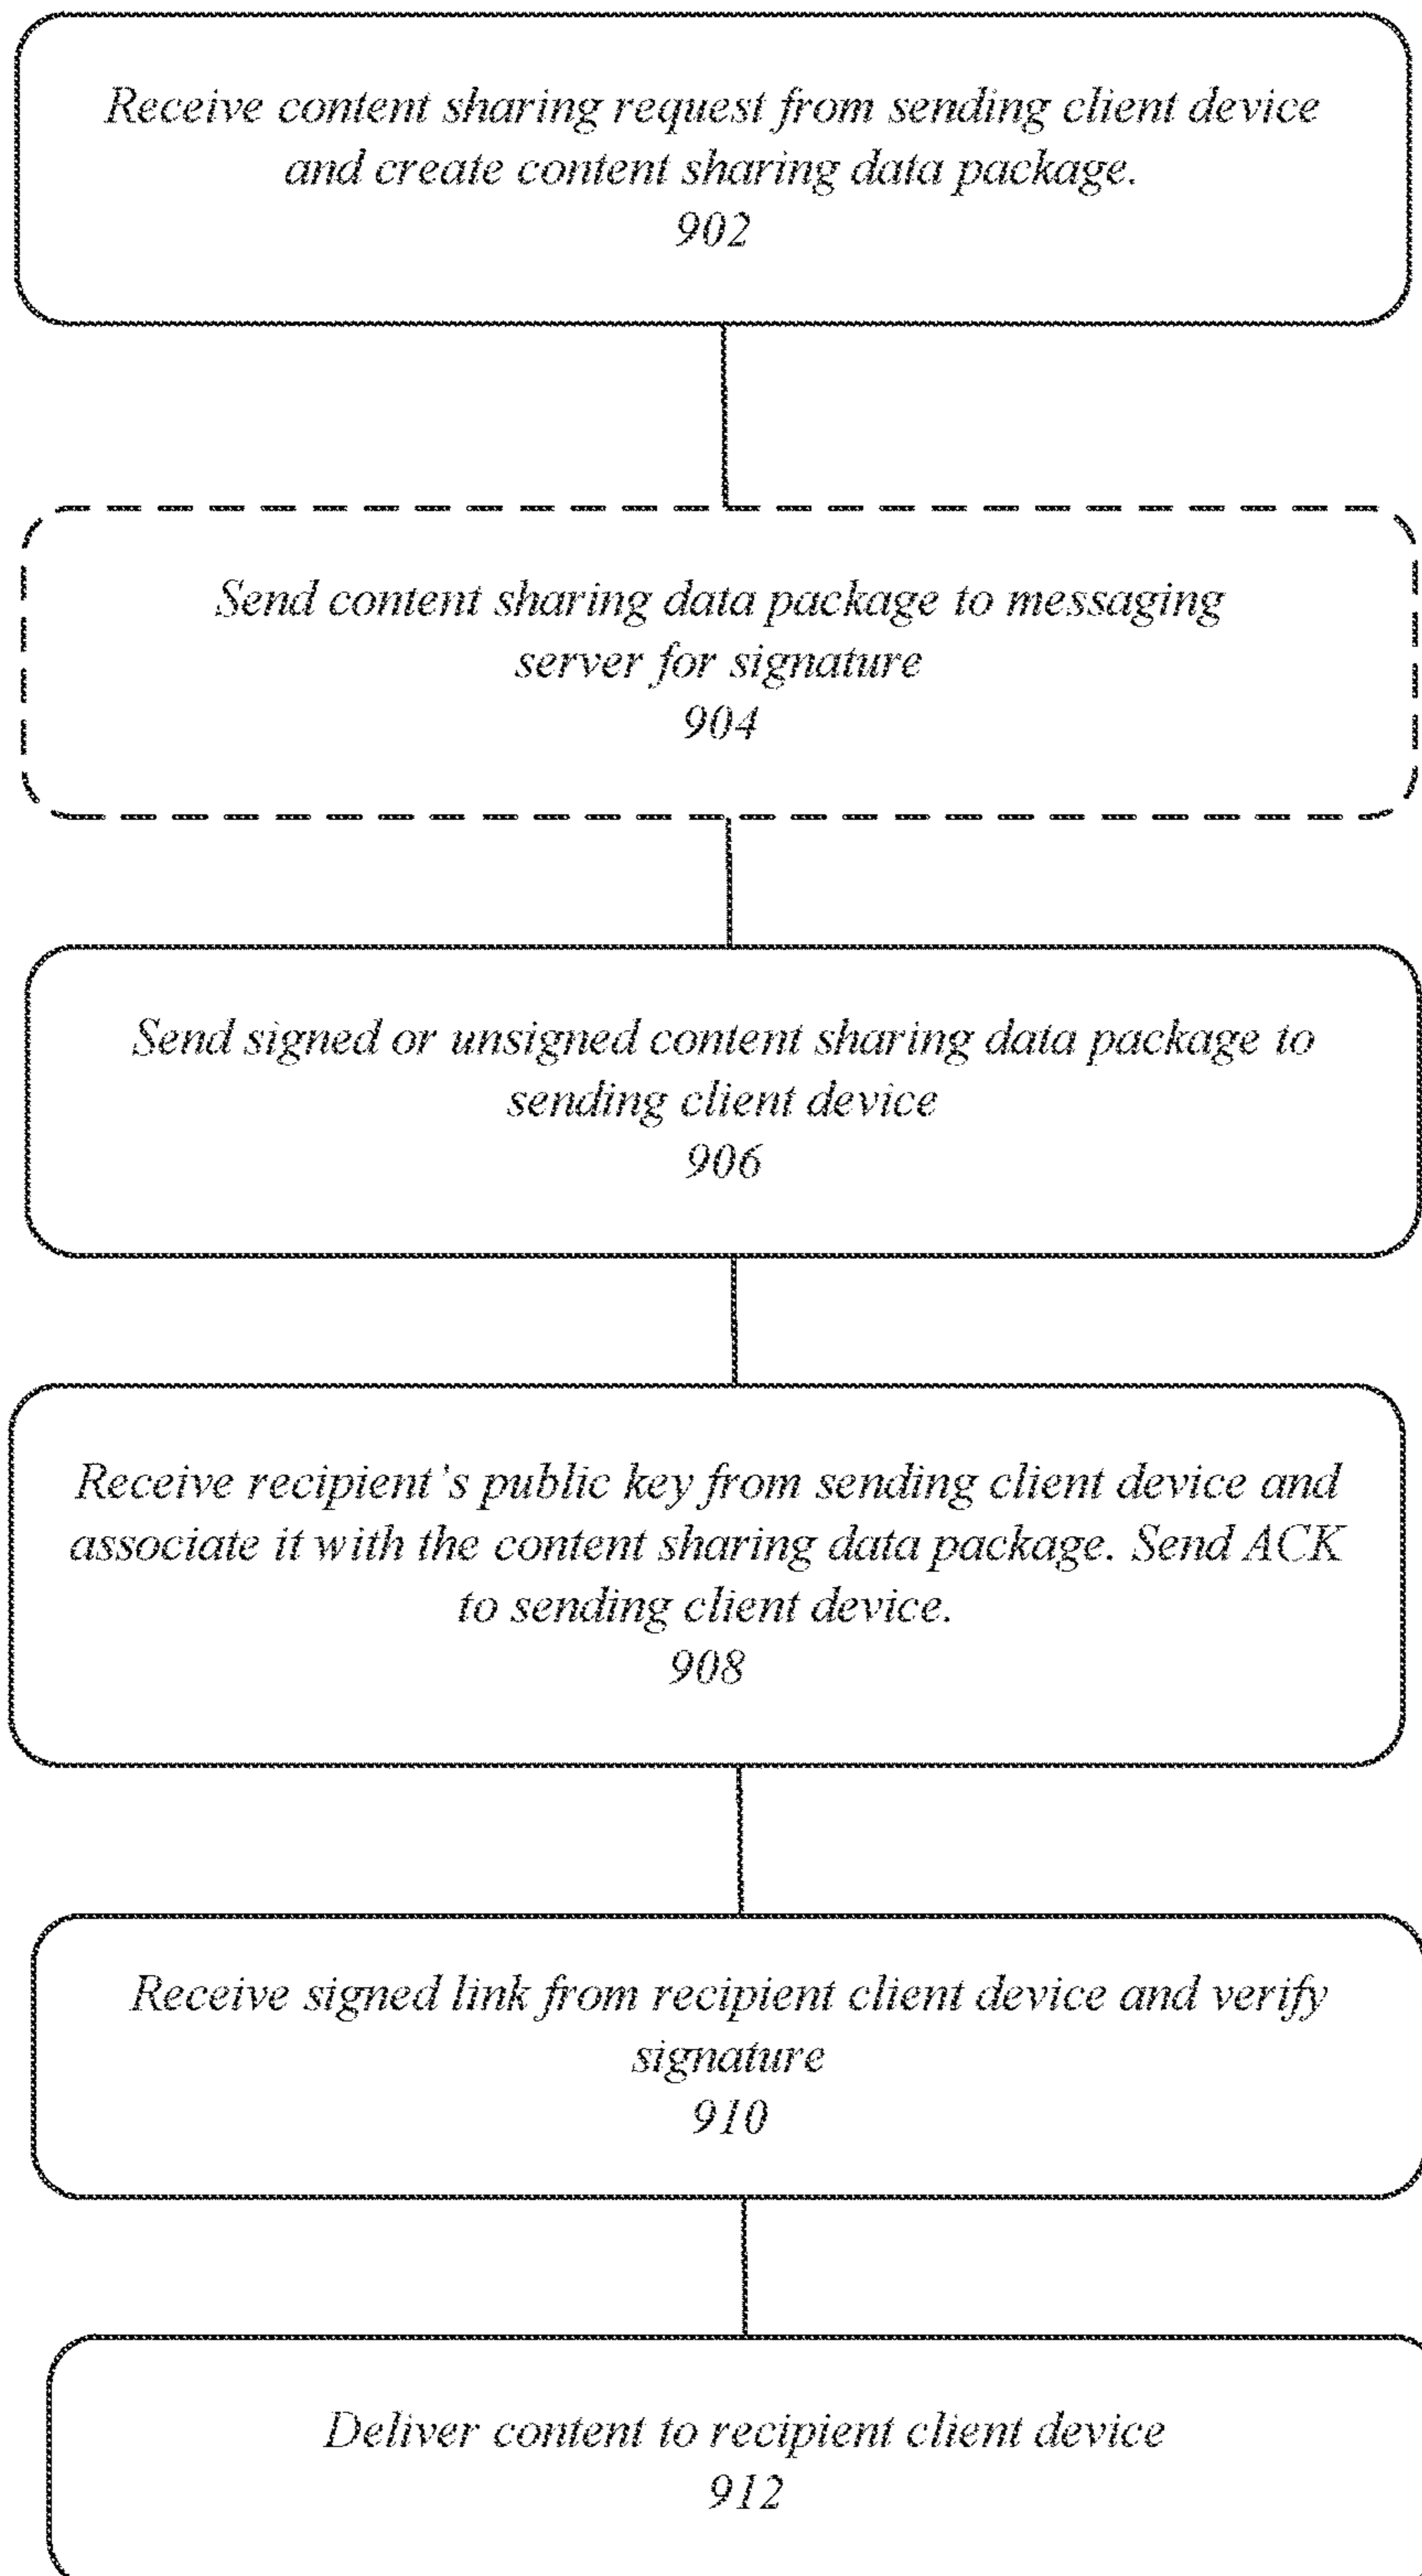 Receive content sharing request from sending client device
and create content sharing data package.
902
Send content sharing data package to messaging
server for signature
904
Send signed or unsigned content sharing data package to
sending client device
906
Receive recipient's public key from sending client device and
associate it with the content sharing data package. Send ACK
to sending client device.
908
Receive signed link from recipient client device and verify
signature
910
Deliver content to recipient client device
912